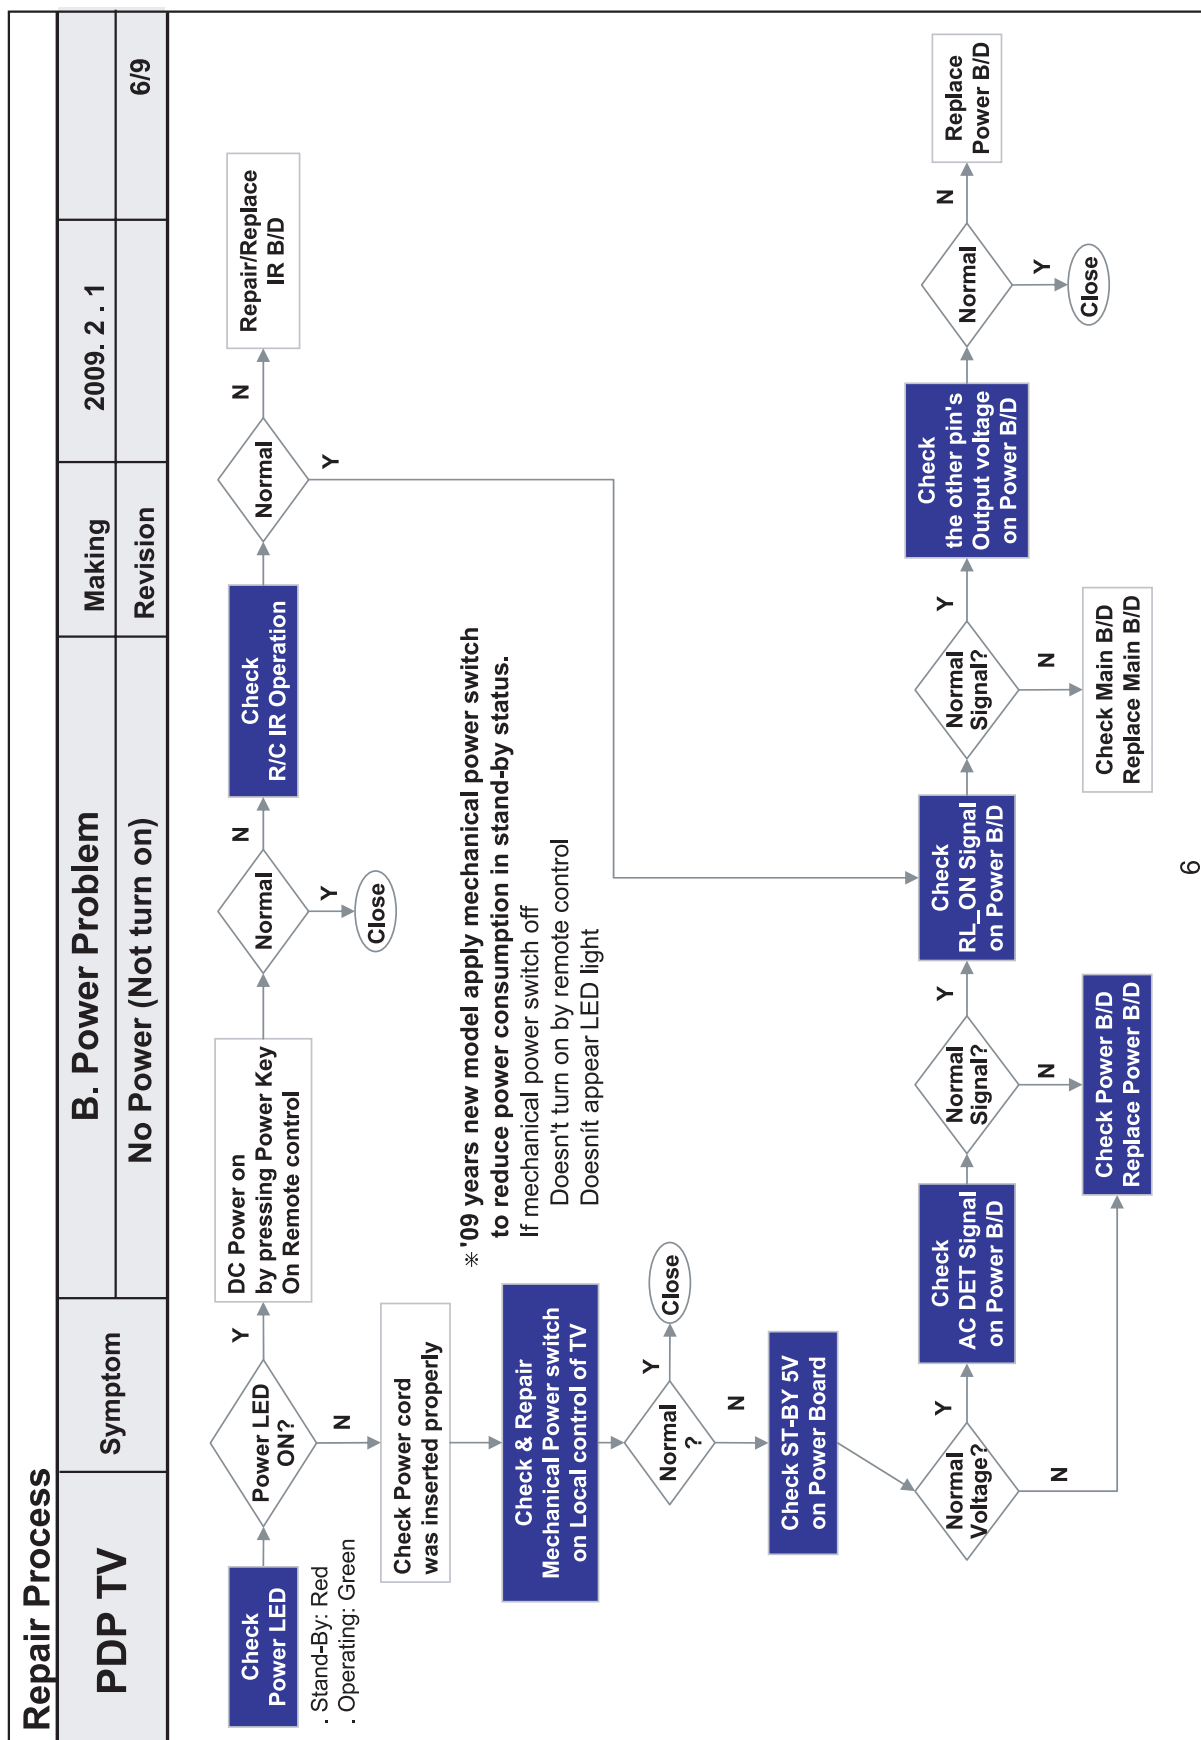 Repair Process
PDP TV
Symptom
B. Power Problem
No Power (Not turn on)
Making
2009. 2 . 1
Revision
6/9
Check
Power LED
. Stand-By: Red
. Operating: Green
Power LED
ON?
Y
DC Power on
by pressing Power Key
On Remote control
Normal
N
Check
R/C IR Operation
Normal
N
Repair/Replace
IR B/D
Y
Close
Y
N
Check Power cord
was inserted properly
※ '09 years new model apply mechanical power switch
to reduce power consumption in stand-by status.
If mechanical power switch off
Doesn't turn on by remote control
Doesnít appear LED light
Check & Repair
Mechanical Power switch
on Local control of TV
Normal
?
Y
Close
N
Check ST-BY 5V
on Power Board
Normal
Voltage?
Y
Check
AC DET Signal
on Power B/D
Normal
Signal?
Y
Check
RL_ON Signal
on Power B/D
Normal
Signal?
Y
Check
the other pin's
Output voltage
on Power B/D
Normal
N
Replace
Power B/D
N
N
Check Power B/D
Replace Power B/D
N
Check Main B/D
Replace Main B/D
Y
Close
6